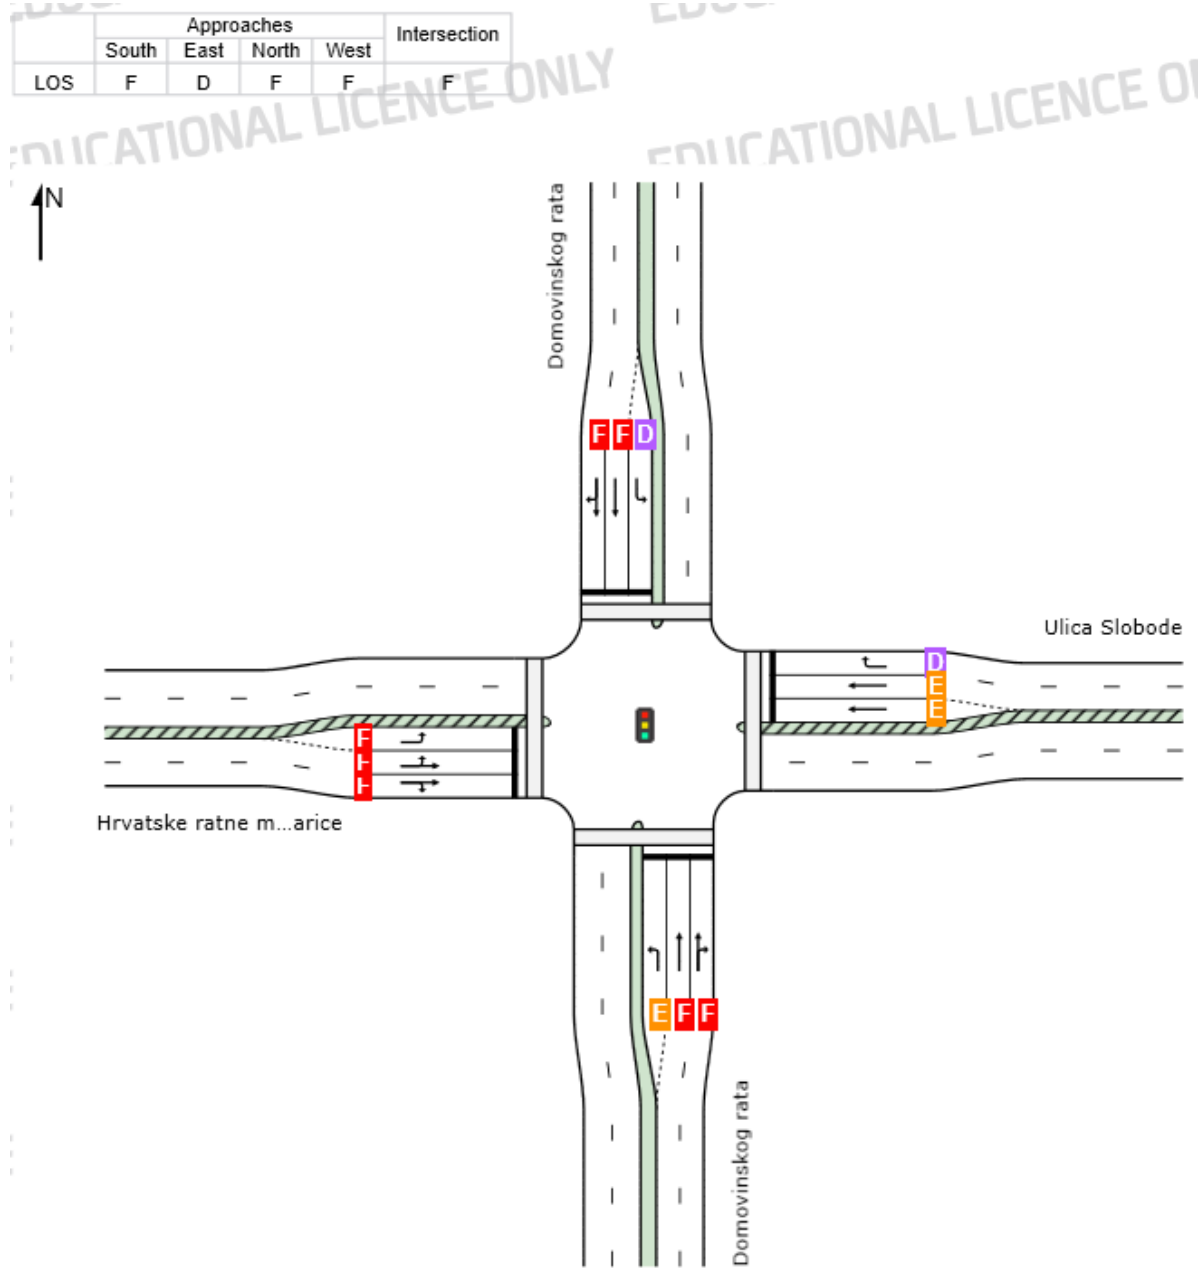 EDUCATIONAL LICENCE ONLY
EDUCATIONAL LICENCE
Approaches
Intersection
South East North West
LOS F D F F F
N
Domovinskog rata
F F D
Ulica Slobode
D
E
E
F
F
F
Hrvatske ratne m...arice
E F F
Domovinskog rata